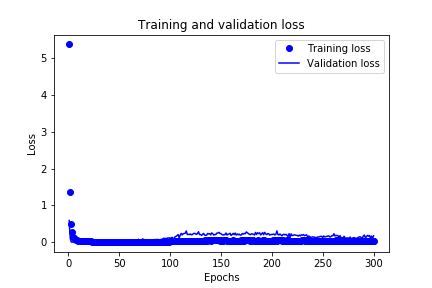 Training and validation loss
Training loss
Validation loss
5
4
3
2
1
0
Loss
0 50 100 150 200 250 300
Epochs